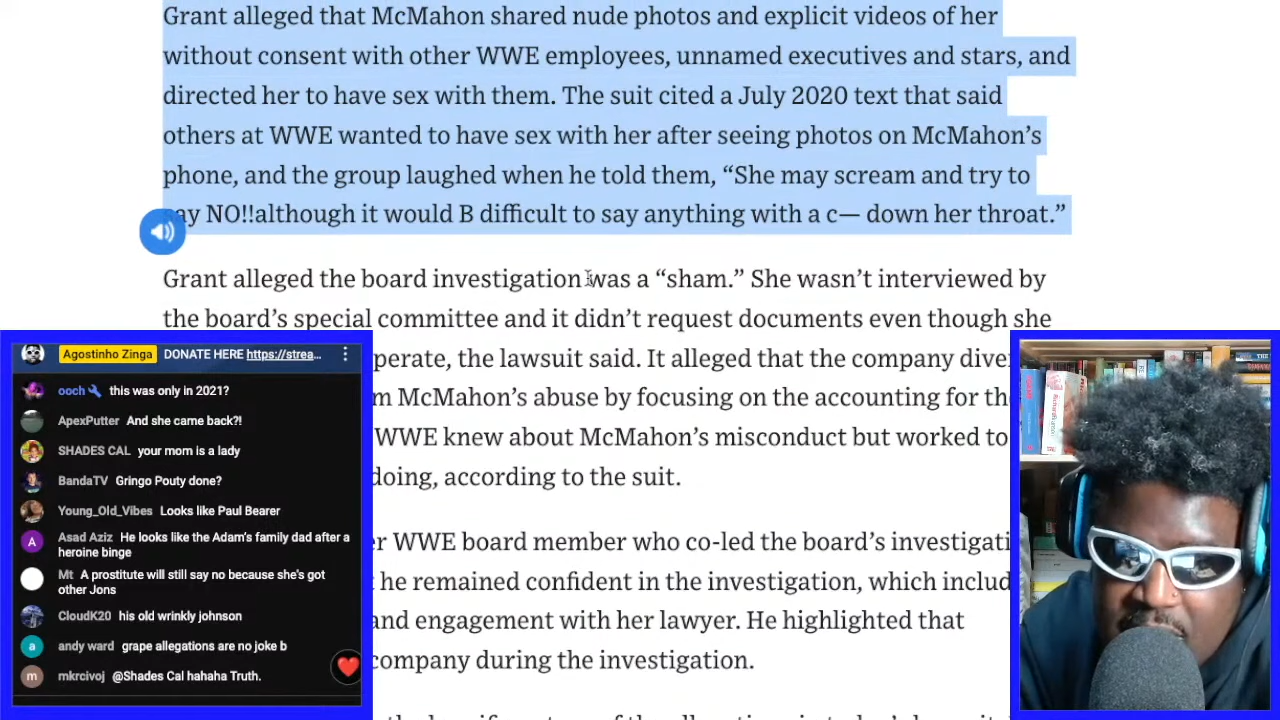 Grant alleged that McMahon shared nude photos and explicit videos of her
without consent with other WWE employees, unnamed executives and stars, and
directed her to have sex with them. The suit cited a July 2020 text that said
others at WWE wanted to have sex with her after seeing photos on McMahon’s
phone, and the group laughed when he told them, “She may scream and try to
say NO!!although it would B difficult to say anything with a c— down her throat.”
Grant alleged the board investigation was a “sham.” She wasn’t interviewed by
the board’s special committee and it didn’t request documents even though she
perate, the lawsuit said. It alleged that the company diver
m McMahon’s abuse by focusing on the accounting for the
WWE knew about McMahon’s misconduct but worked to
doing, according to the suit.
er WWE board member who co-led the board’s investigati
he remained confident in the investigation, which includ
and engagement with her lawyer. He highlighted that
company during the investigation.
Agostinho Zinga DONATE HERE https://strea...
ooch this was only in 2021?
ApexPutter And she came back?!
SHADES CAL your mom is a lady
BandaTV Gringo Pouty done?
Young_Old_Vibes Looks like Paul Bearer
A Asad Aziz He looks like the Adam's family dad after a
heroine binge
Mt A prostitute will still say no because she's got
other Jons
CloudK20 his old wrinkly johnson
a andy ward grape allegations are no joke b
m mkrcivoj @Shades Cal hahaha Truth.